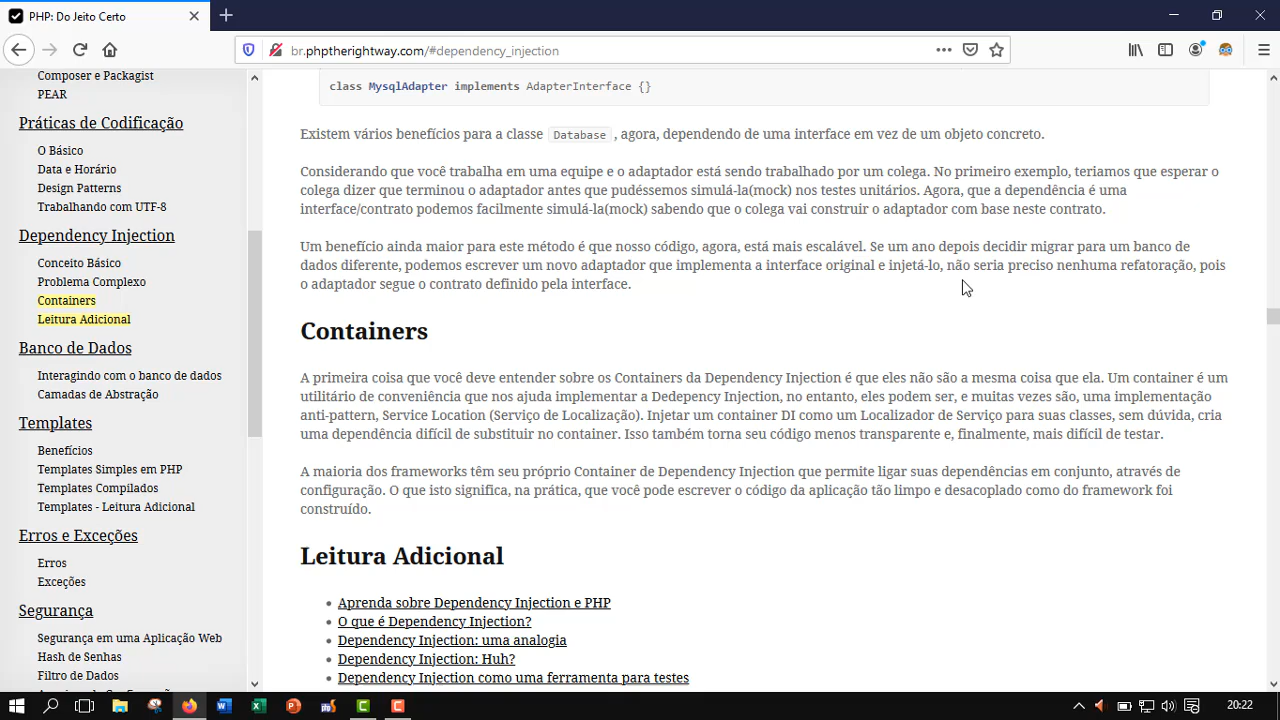 PHP: Do Jeito Certo
br.phptherightway.com/#dependency_injection
Composer e Packagist
PEAR
Práticas de Codificação
O Básico
Data e Horário
Design Patterns
Trabalhando com UTF-8
Dependency Injection
Conceito Básico
Problema Complexo
Containers
Leitura Adicional
Banco de Dados
Interagindo com o banco de dados
Camadas de Abstração
Templates
Benefícios
Templates Simples em PHP
Templates Compilados
Templates - Leitura Adicional
Erros e Exceções
Erros
Exceções
Segurança
Segurança em uma Aplicação Web
Hash de Senhas
Filtro de Dados
class MysqlAdapter implements AdapterInterface {}
Existem vários benefícios para a classe Database, agora, dependendo de uma interface em vez de um objeto concreto.
Considerando que você trabalha em uma equipe e o adaptador está sendo trabalhado por um colega. No primeiro exemplo, teriamos que esperar o
colega dizer que terminou o adaptador antes que pudéssemos simulá-la(mock) nos testes unitários. Agora, que a dependência é uma
interface/contrato podemos facilmente simulá-la(mock) sabendo que o colega vai construir o adaptador com base neste contrato.
Um benefício ainda maior para este método é que nosso código, agora, está mais escalável. Se um ano depois decidir migrar para um banco de
dados diferente, podemos escrever um novo adaptador que implementa a interface original e injetá-lo, não seria preciso nenhuma refatoração, pois
o adaptador segue o contrato definido pela interface.
Containers
A primeira coisa que você deve entender sobre os Containers da Dependency Injection é que eles não são a mesma coisa que ela. Um container é um
utilitário de conveniência que nos ajuda implementar a Dedepency Injection, no entanto, eles podem ser, e muitas vezes são, uma implementação
anti-pattern, Service Location (Serviço de Localização). Injetar um container DI como um Localizador de Serviço para suas classes, sem dúvida, cria
uma dependência difícil de substituir no container. Isso também torna seu código menos transparente e, finalmente, mais difícil de testar.
A maioria dos frameworks têm seu próprio Container de Dependency Injection que permite ligar suas dependências em conjunto, através de
configuração. O que isto significa, na prática, que você pode escrever o código da aplicação tão limpo e desacoplado como do framework foi
construído.
Leitura Adicional
Aprenda sobre Dependency Injection e PHP
O que é Dependency Injection?
Dependency Injection: uma analogia
Dependency Injection: Huh?
Dependency Injection como uma ferramenta para testes
20:22